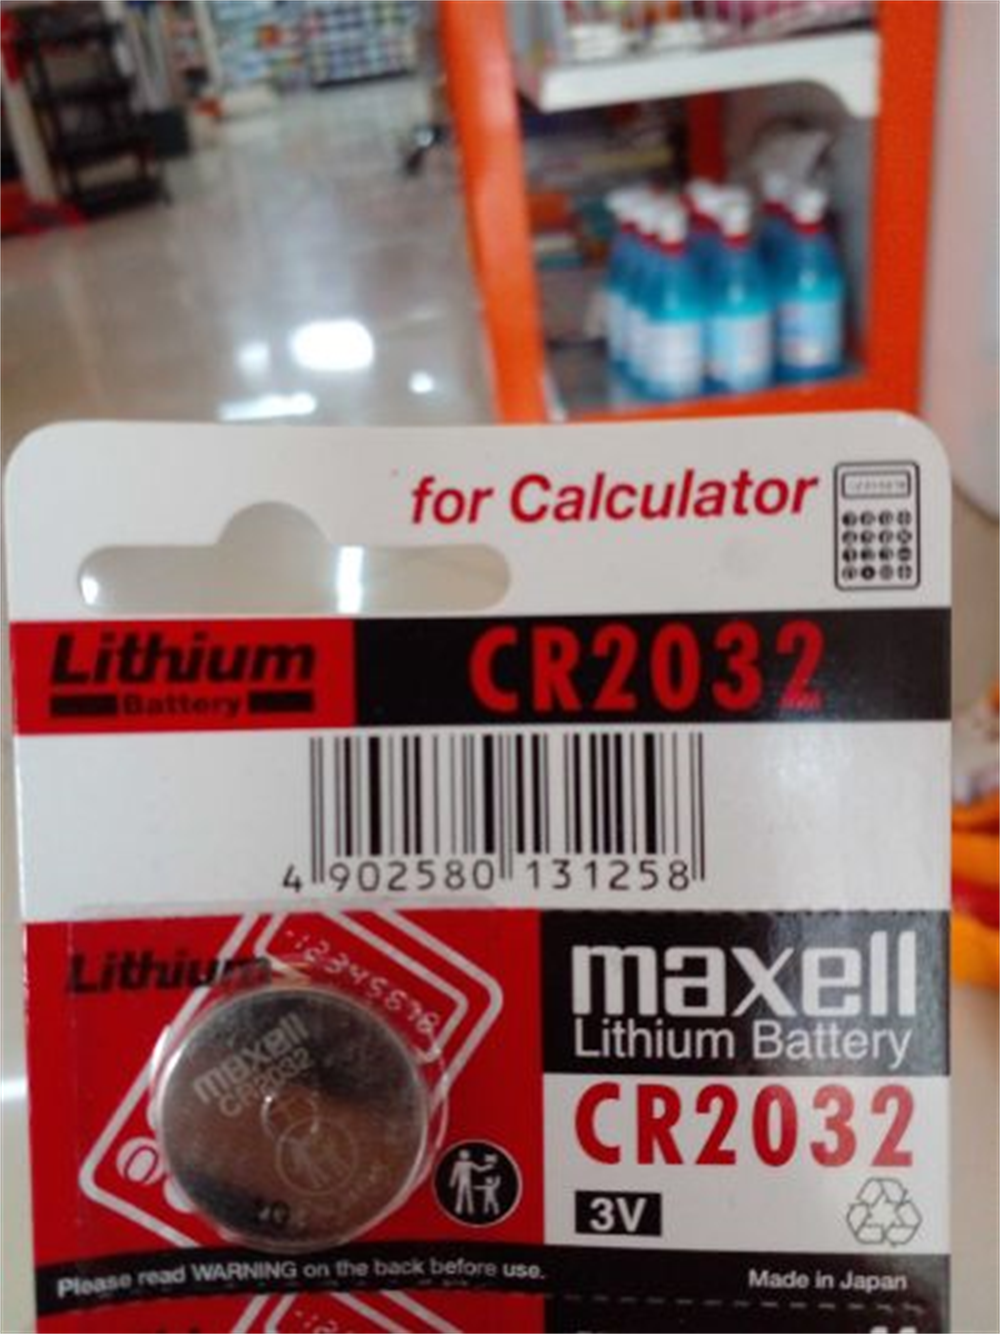 for Calculator
Lithium
Battery
CR2032
4 902580 131258
Lithium
-12345678
maxell
CR2032
maxell
Lithium Battery
CR2032
3V
Please read WARNING on the back before use.
Made in Japan